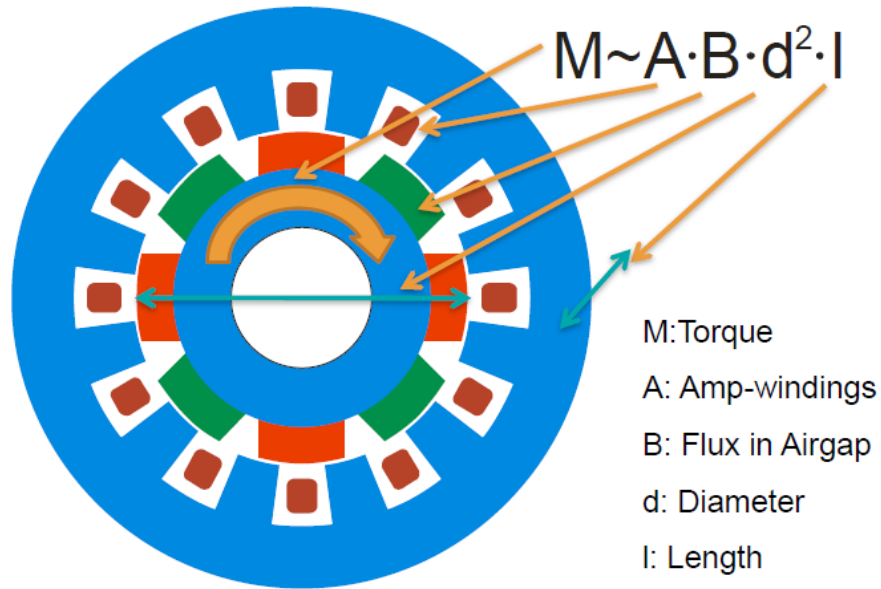 M~A·B·d²·l
M:Torque
A: Amp-windings
B: Flux in Airgap
d: Diameter
l: Length